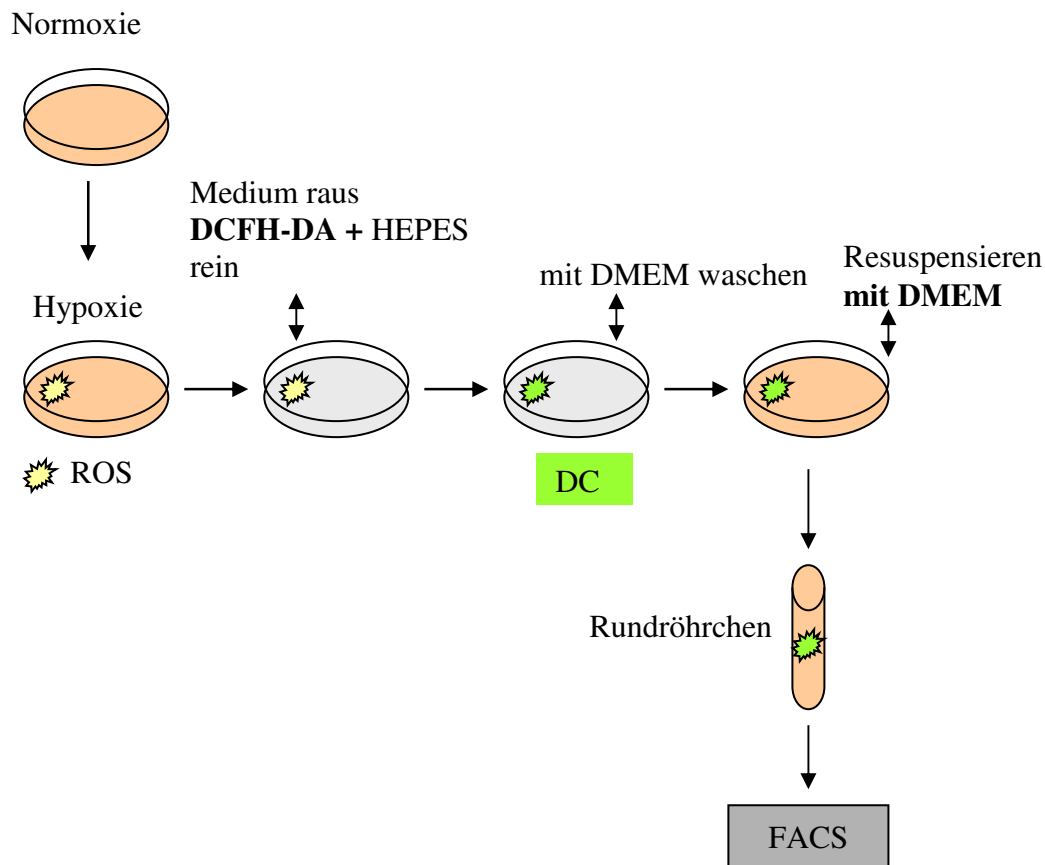 Normoxie
Medium raus
DCFH-DA + HEPES
rein
mit DMEM waschen
Resuspensieren
mit DMEM
Hypoxie
ROS
DC
Rundröhrchen
FACS